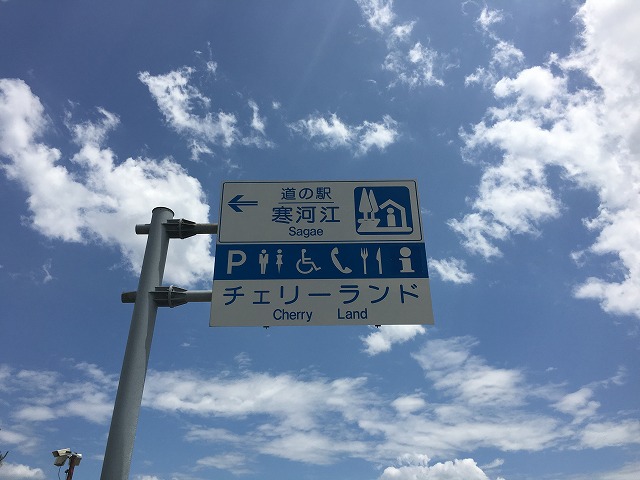 道の駅
寒河江
Sagae
P
チェリーランド
Cherry Land